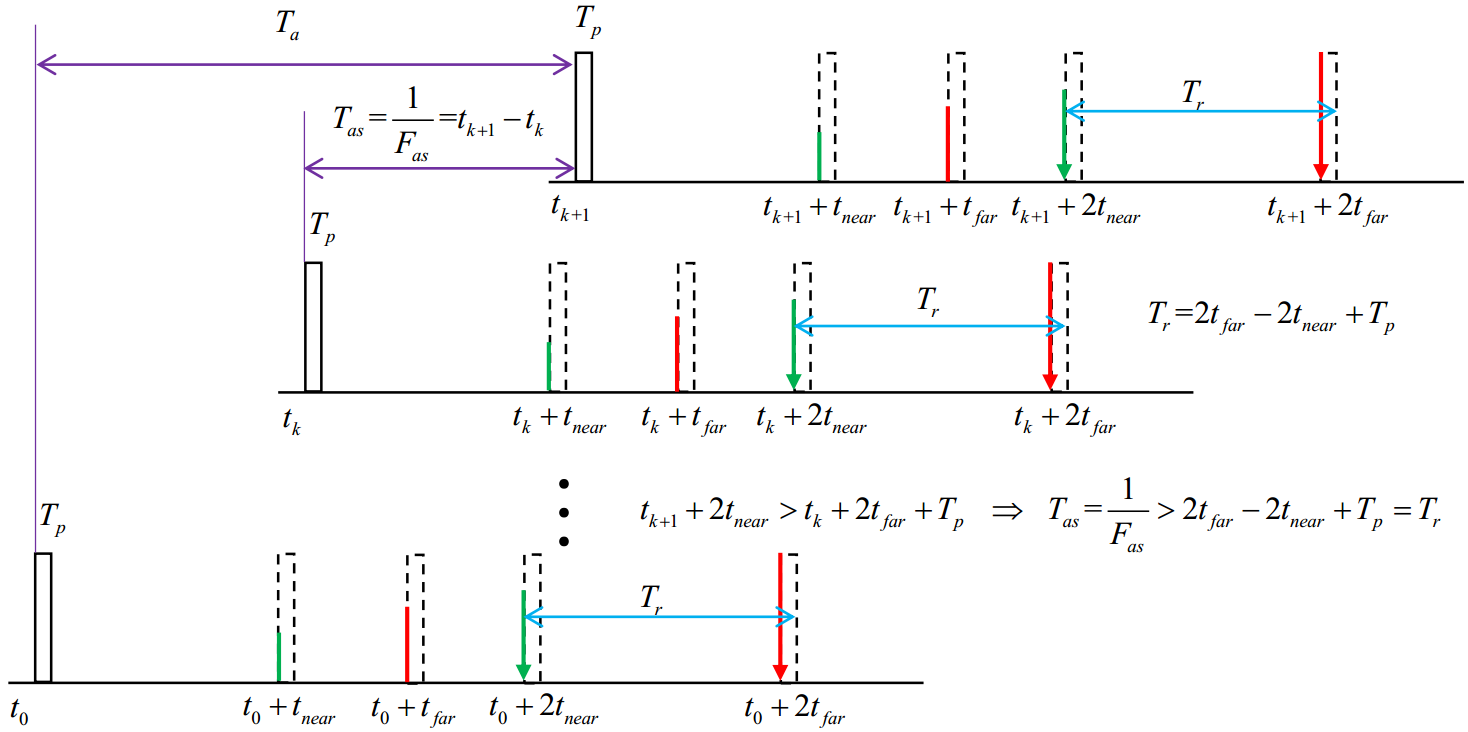 T_a
T_p
T_{as} = \frac{1}{F_{as}} = t_{k+1} - t_k
T_r
t_{k+1}
t_{k+1} + t_{near}
t_{k+1} + t_{far}
t_{k+1} + 2t_{near}
t_{k+1} + 2t_{far}
T_p
T_r
T_r = 2t_{far} - 2t_{near} + T_p
t_k
t_k + t_{near}
t_k + t_{far}
t_k + 2t_{near}
t_k + 2t_{far}
t_{k+1} + 2t_{near} > t_k + 2t_{far} + T_p ⇒ T_{as} = \frac{1}{F_{as}} > 2t_{far} - 2t_{near} + T_p = T_r
T_p
T_r
t_0
t_0 + t_{near}
t_0 + t_{far}
t_0 + 2t_{near}
t_0 + 2t_{far}